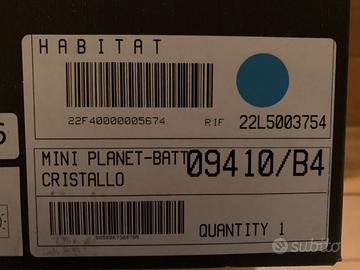 HABITAT
22F40000005674 RIF 22L5003754
MINI PLANET-BATT 09410/B4
CRISTALLO
QUANTITY 1
subito